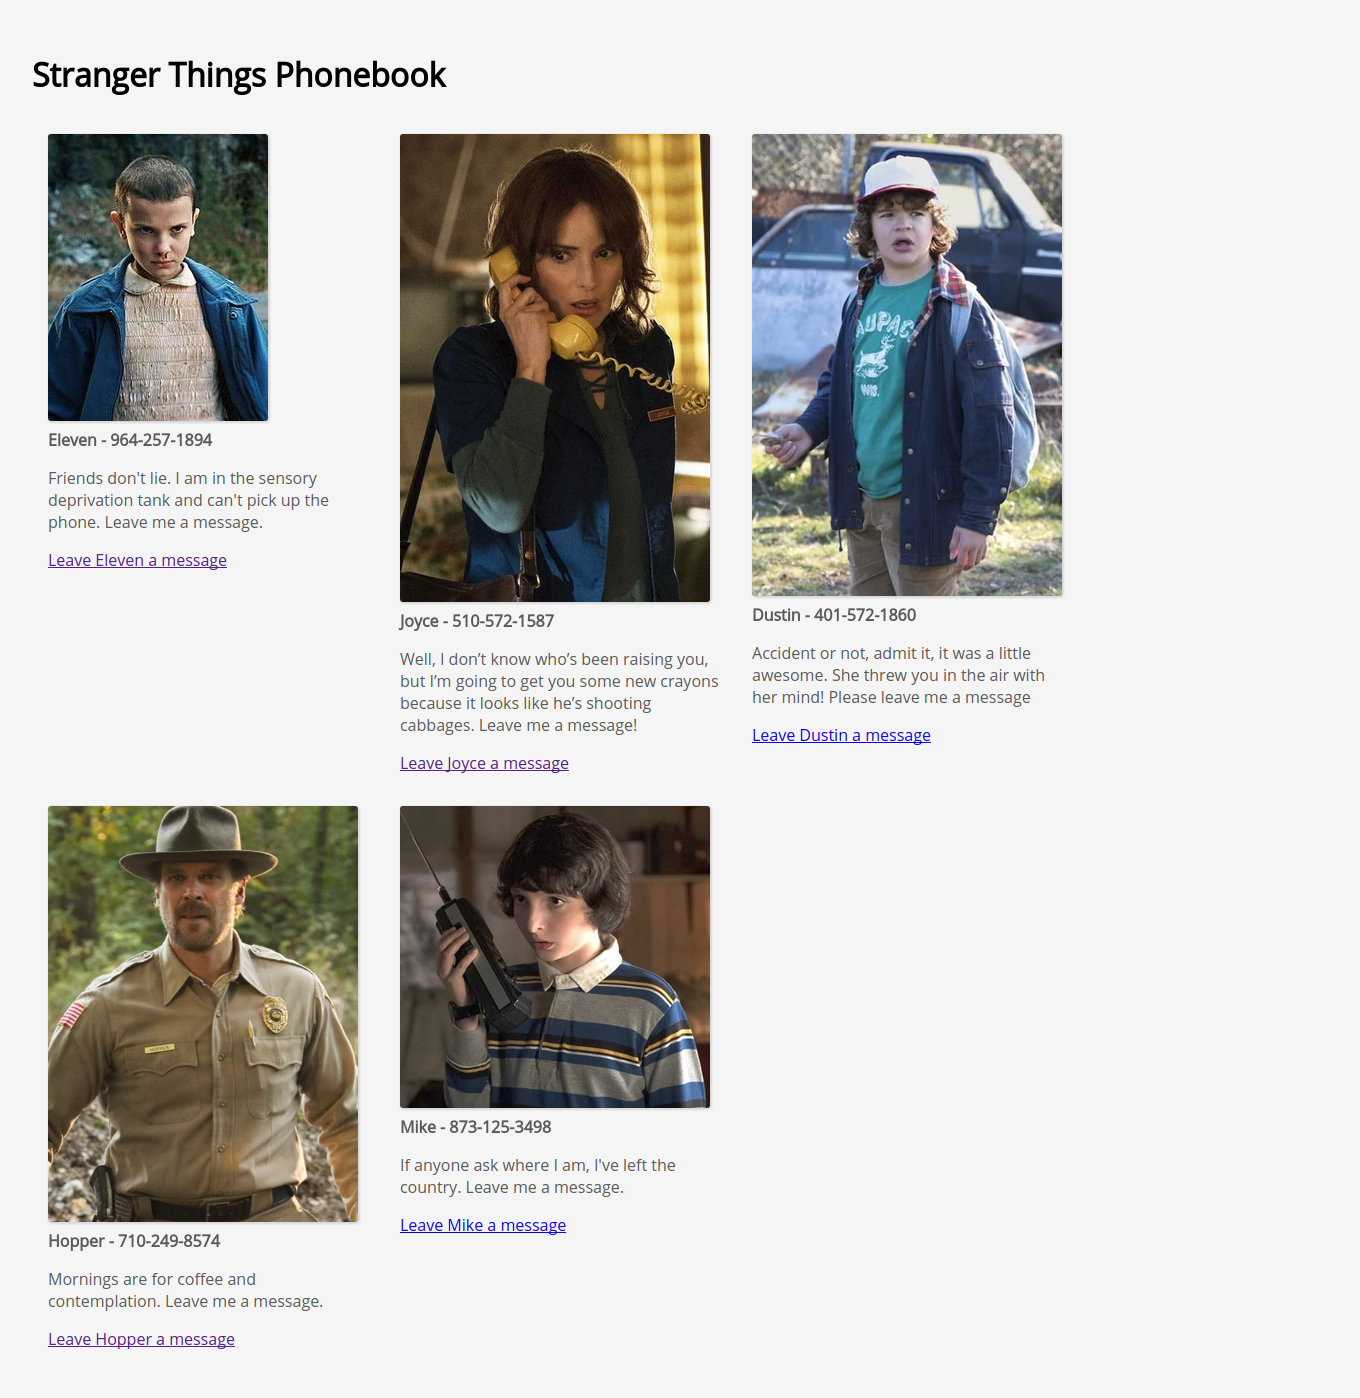 Stranger Things Phonebook
Eleven - 964-257-1894
Friends don't lie. I am in the sensory
deprivation tank and can't pick up the
phone. Leave me a message.
Leave Eleven a message
Joyce - 510-572-1587
Well, I don’t know who’s been raising you,
but I’m going to get you some new crayons
because it looks like he’s shooting
cabbages. Leave me a message!
Leave Joyce a message
AUPAC
WIS.
Dustin - 401-572-1860
Accident or not, admit it, it was a little
awesome. She threw you in the air with
her mind! Please leave me a message
Leave Dustin a message
HOPPER
Hopper - 710-249-8574
Mornings are for coffee and
contemplation. Leave me a message.
Leave Hopper a message
Mike - 873-125-3498
If anyone ask where I am, I've left the
country. Leave me a message.
Leave Mike a message